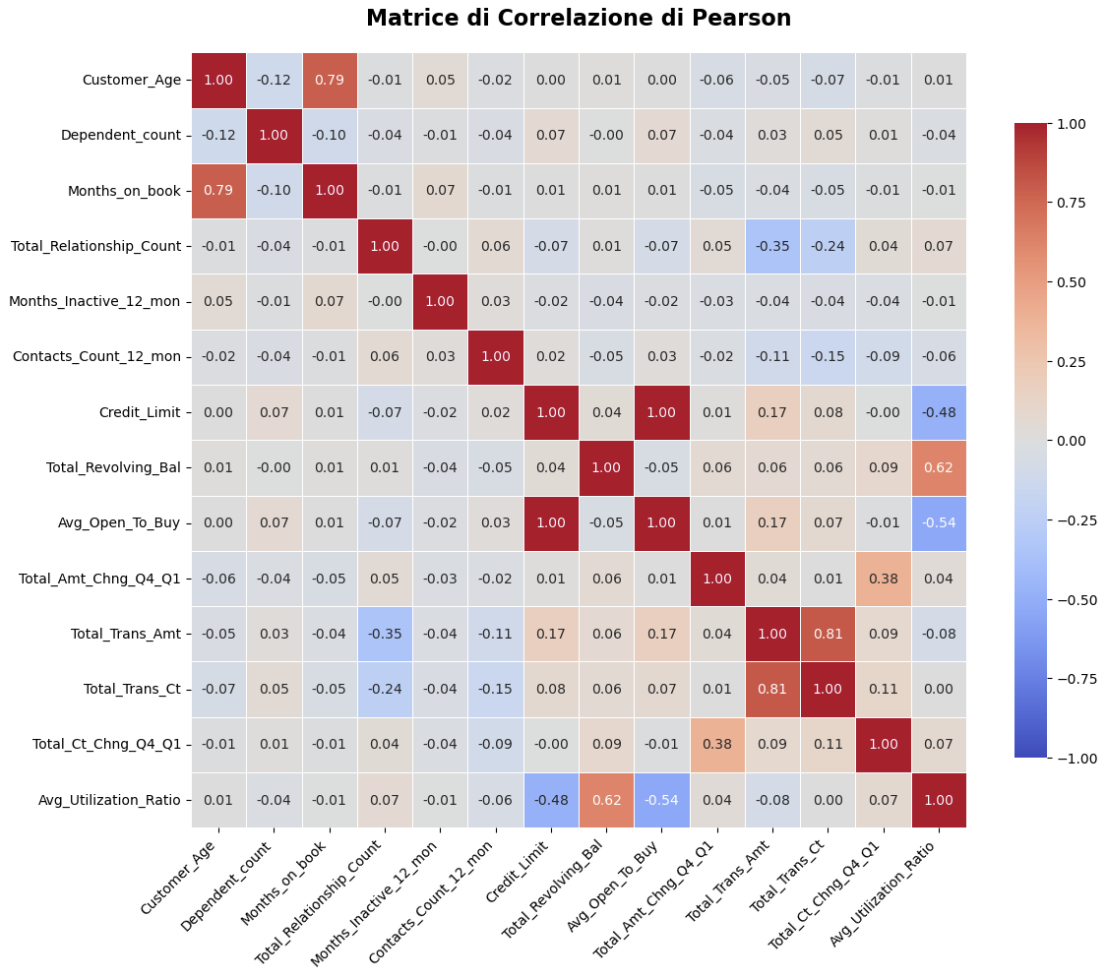 Matrice di Correlazione di Pearson
Customer_Age 1.00 -0.12 0.79 -0.01 0.05 -0.02 0.00 0.01 0.00 -0.06 -0.05 -0.07 -0.01 0.01
Dependent_count -0.12 1.00 -0.10 -0.04 -0.01 -0.04 0.07 -0.00 0.07 -0.04 0.03 0.05 0.01 -0.04
Months_on_book 0.79 -0.10 1.00 -0.01 0.07 -0.01 0.01 0.01 0.01 -0.05 -0.04 -0.05 -0.01 -0.01
Total_Relationship_Count -0.01 -0.04 -0.01 1.00 -0.00 0.06 -0.07 0.01 -0.07 0.05 -0.35 -0.24 0.04 0.07
Months_Inactive_12_mon 0.05 -0.01 0.07 -0.00 1.00 0.03 -0.02 -0.04 -0.02 -0.03 -0.04 -0.04 -0.04 -0.01
Contacts_Count_12_mon -0.02 -0.04 -0.01 0.06 0.03 1.00 0.02 -0.05 0.03 -0.02 -0.11 -0.15 -0.09 -0.06
Credit_Limit 0.00 0.07 0.01 -0.07 -0.02 0.02 1.00 0.04 1.00 0.01 0.17 0.08 -0.00 -0.48
Total_Revolving_Bal 0.01 -0.00 0.01 0.01 -0.04 -0.05 0.04 1.00 -0.05 0.06 0.06 0.06 0.09 0.62
Avg_Open_To_Buy 0.00 0.07 0.01 -0.07 -0.02 0.03 1.00 -0.05 1.00 0.01 0.17 0.07 -0.01 -0.54
Total_Amt_Chng_Q4_Q1 -0.06 -0.04 -0.05 0.05 -0.03 -0.02 0.01 0.06 0.01 1.00 0.04 0.01 0.38 0.04
Total_Trans_Amt -0.05 0.03 -0.04 -0.35 -0.04 -0.11 0.17 0.06 0.17 0.04 1.00 0.81 0.09 -0.08
Total_Trans_Ct -0.07 0.05 -0.05 -0.24 -0.04 -0.15 0.08 0.06 0.07 0.01 0.81 1.00 0.11 0.00
Total_Ct_Chng_Q4_Q1 -0.01 0.01 -0.01 0.04 -0.04 -0.09 -0.00 0.09 -0.01 0.38 0.09 0.11 1.00 0.07
Avg_Utilization_Ratio 0.01 -0.04 -0.01 0.07 -0.01 -0.06 -0.48 0.62 -0.54 0.04 -0.08 0.00 0.07 1.00
Customer_Age
Dependent_count
Months_on_book
Total_Relationship_Count
Months_Inactive_12_mon
Contacts_Count_12_mon
Credit_Limit
Total_Revolving_Bal
Avg_Open_To_Buy
Total_Amt_Chng_Q4_Q1
Total_Trans_Amt
Total_Trans_Ct
Total_Ct_Chng_Q4_Q1
Avg_Utilization_Ratio
1.00
0.75
0.50
0.25
0.00
−0.25
−0.50
−0.75
−1.00